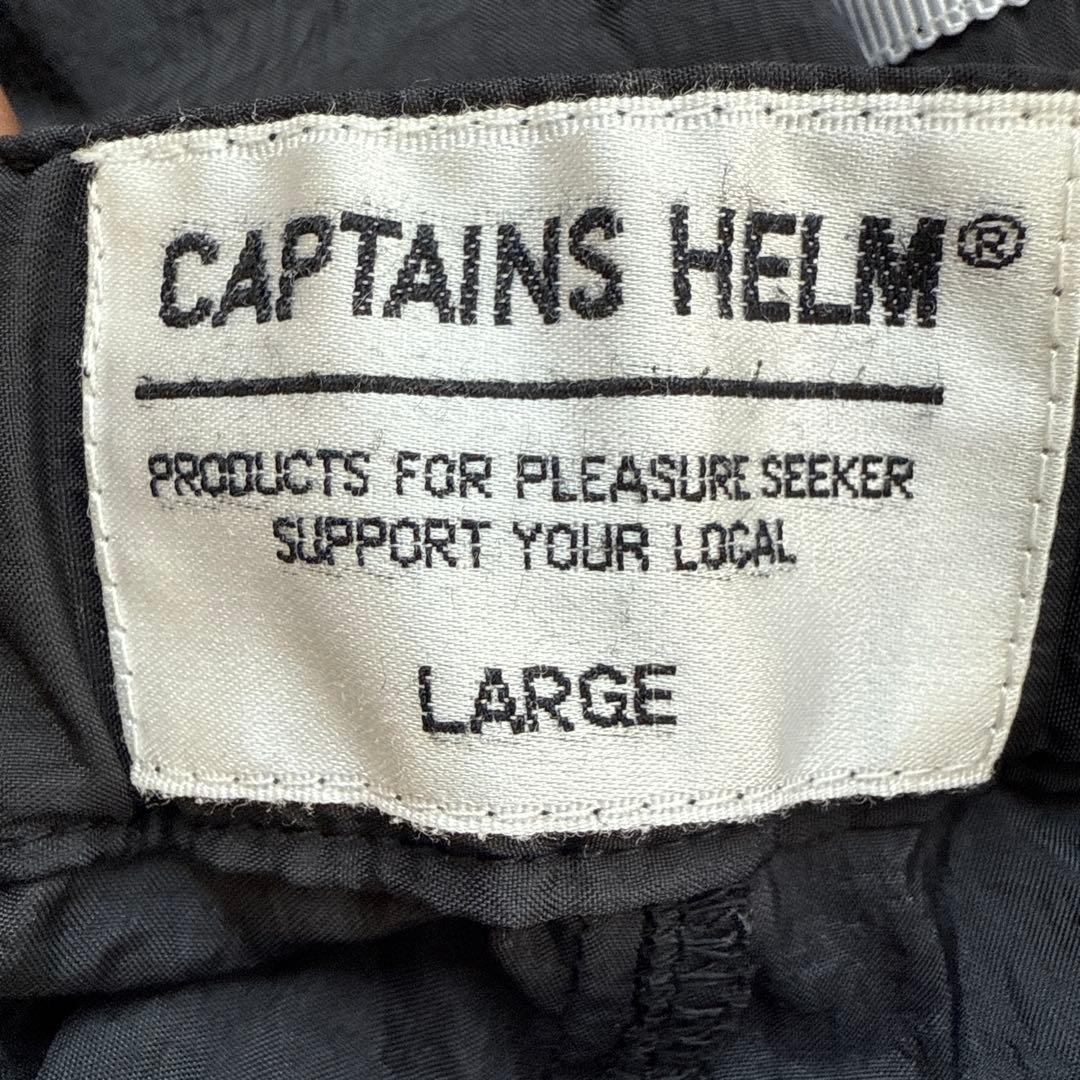 CAPTAINS HELM®
PRODUCTS FOR PLEASURE SEEKER
SUPPORT YOUR LOCAL
LARGE